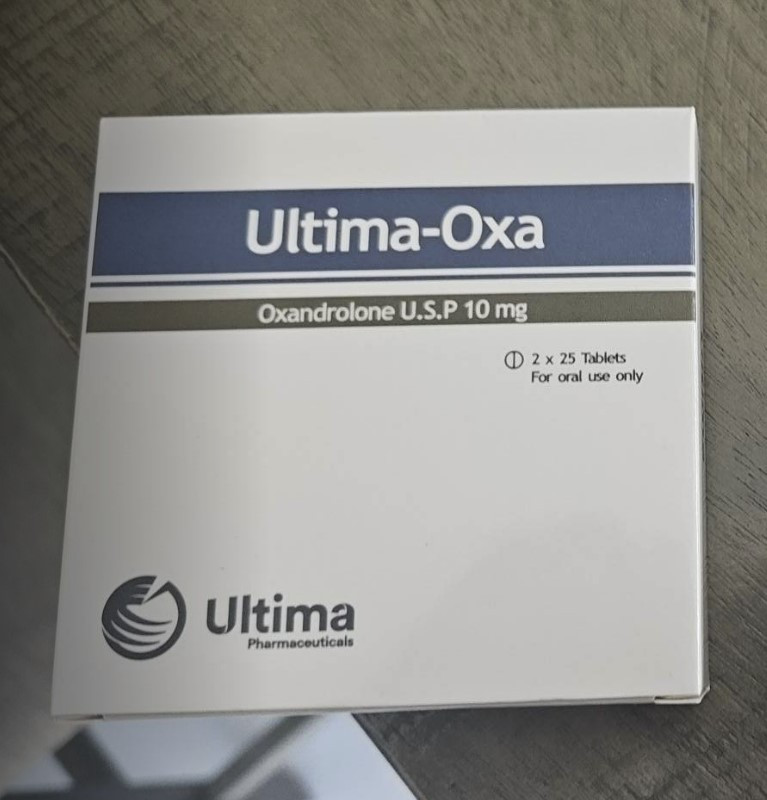 Ultima-Oxa
Oxandrolone U.S.P 10 mg
2 x 25 Tablets
For oral use only
Ultima
Pharmaceuticals